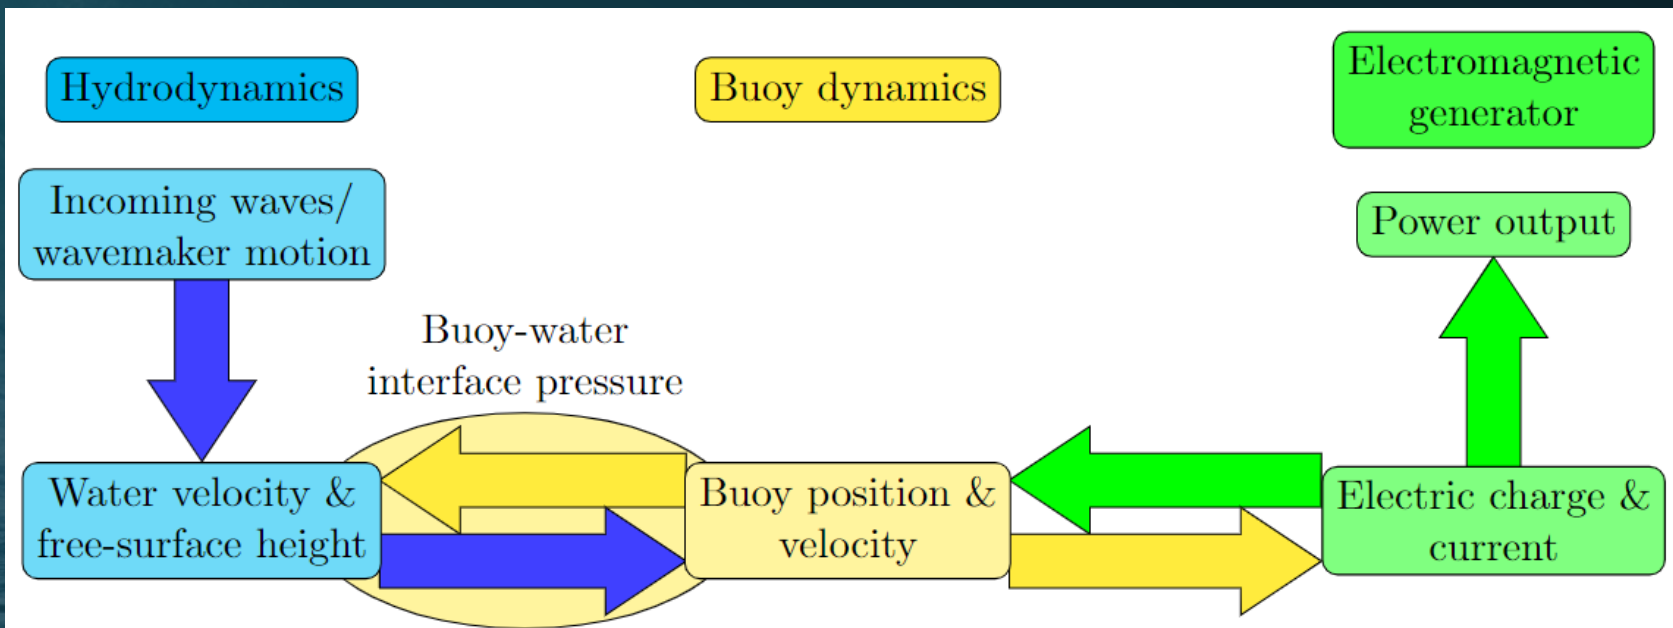 Hydrodynamics
Buoy dynamics
Electromagnetic
generator
Incoming waves/
wavemaker motion
Power output
Buoy-water
interface pressure
Water velocity &
free-surface height
Buoy position &
velocity
Electric charge &
current